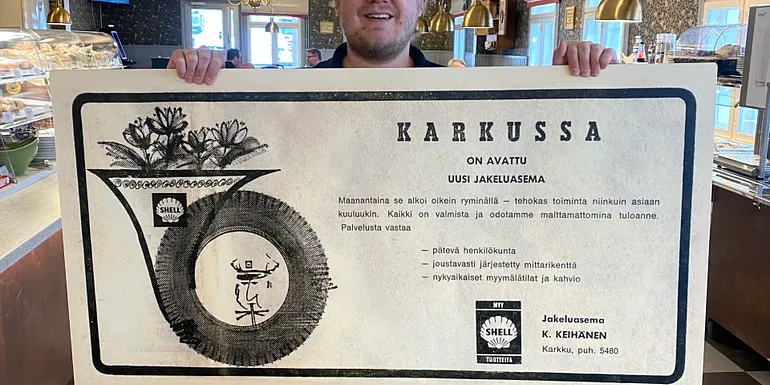 KARKUSSA
ON AVATTU
UUSI JAKELUASEMA
Maanantaina se alkoi oikein ryminällä — tehokas toiminta niinkuin asiaan
kuuluukin. Kaikki on valmista ja odotamme malttamattomina tuloanne.
Palvelusta vastaa
— pätevä henkilökunta
— joustavasti järjestetty mittarikenttä
— nykyaikaiset myymälätilat ja kahvio
SHELL
MYY
SHELL
TUOTTEITA
Jakeluasema
K. KEIHÄNEN
Karkku, puh. 5480